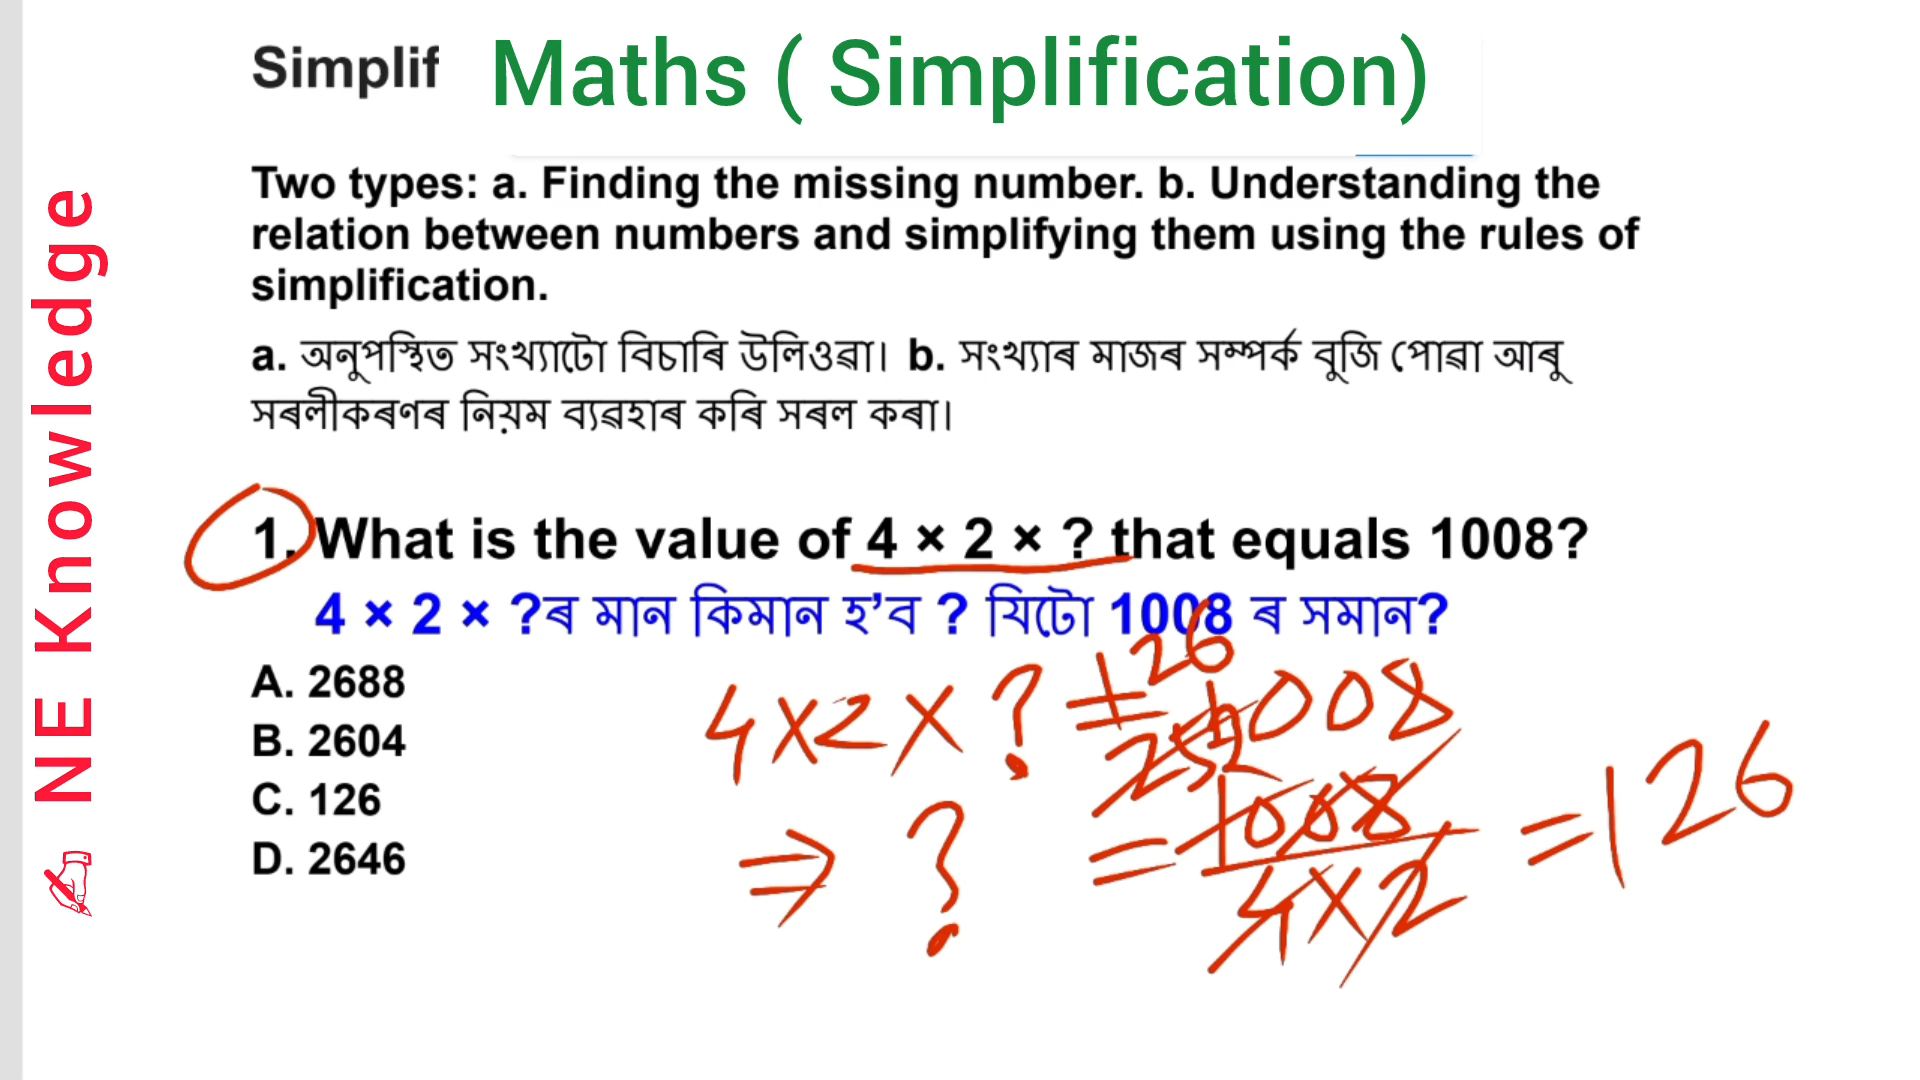 Simplif
Maths ( Simplification)
Two types: a. Finding the missing number. b. Understanding the
relation between numbers and simplifying them using the rules of
simplification.
a. অনুপস্থিত সংখ্যাটো বিচাৰি উলিওৱা। b. সংখ্যাৰ মাজৰ সম্পৰ্ক বুজি পোৱা আৰু
সৰলীকৰণৰ নিয়ম ব্যৱহাৰ কৰি সৰল কৰা।
1. What is the value of 4 × 2 × ? that equals 1008?
4 × 2 × ?ৰ মান কিমান হ’ব ? যিটো 1008 ৰ সমান?
A. 2688
B. 2604
C. 126
D. 2646
4 x 2 x ? = 1008
126
252
⇒ ? = 1008 = 126
4 x 2
✍ NE Knowledge